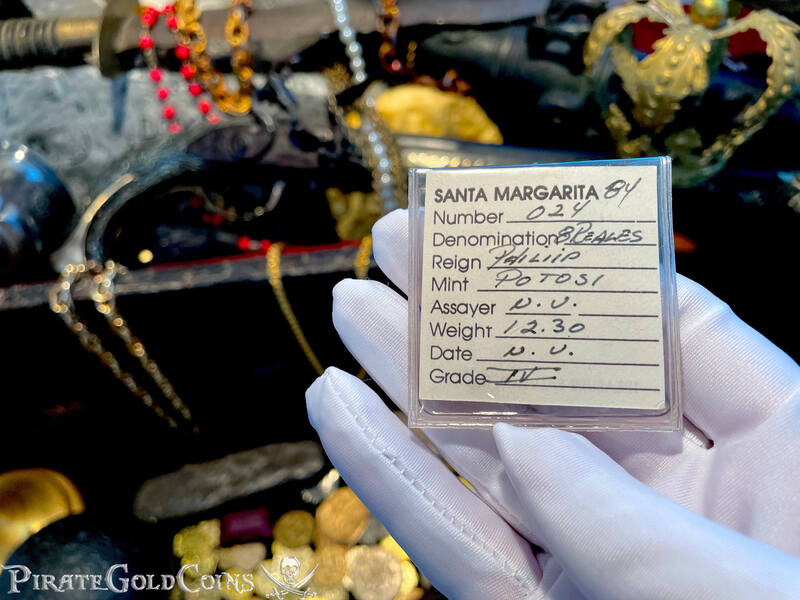 SANTA MARGARITA 84
Number 024
Denomination 8 REALES
Reign PHILIIP
Mint POTOSI
Assayer N.V.
Weight 12.30
Date N.V.
Grade IV
PIRATEGOLDCOINS